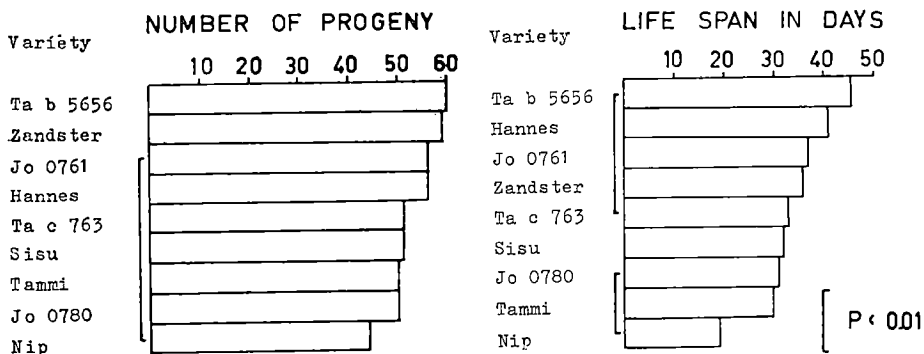 NUMBER OF PROGENY
Variety
10 20 30 40 50 60
Ta b 5656
Zandster
Jo 0761
Hannes
Ta c 763
Sisu
Tammi
Jo 0780
Nip
LIFE SPAN IN DAYS
Variety
10 20 30 40 50
Ta b 5656
Hannes
Jo 0761
Zandster
Ta c 763
Sisu
Jo 0780
Tammi
Nip
P < 0.01